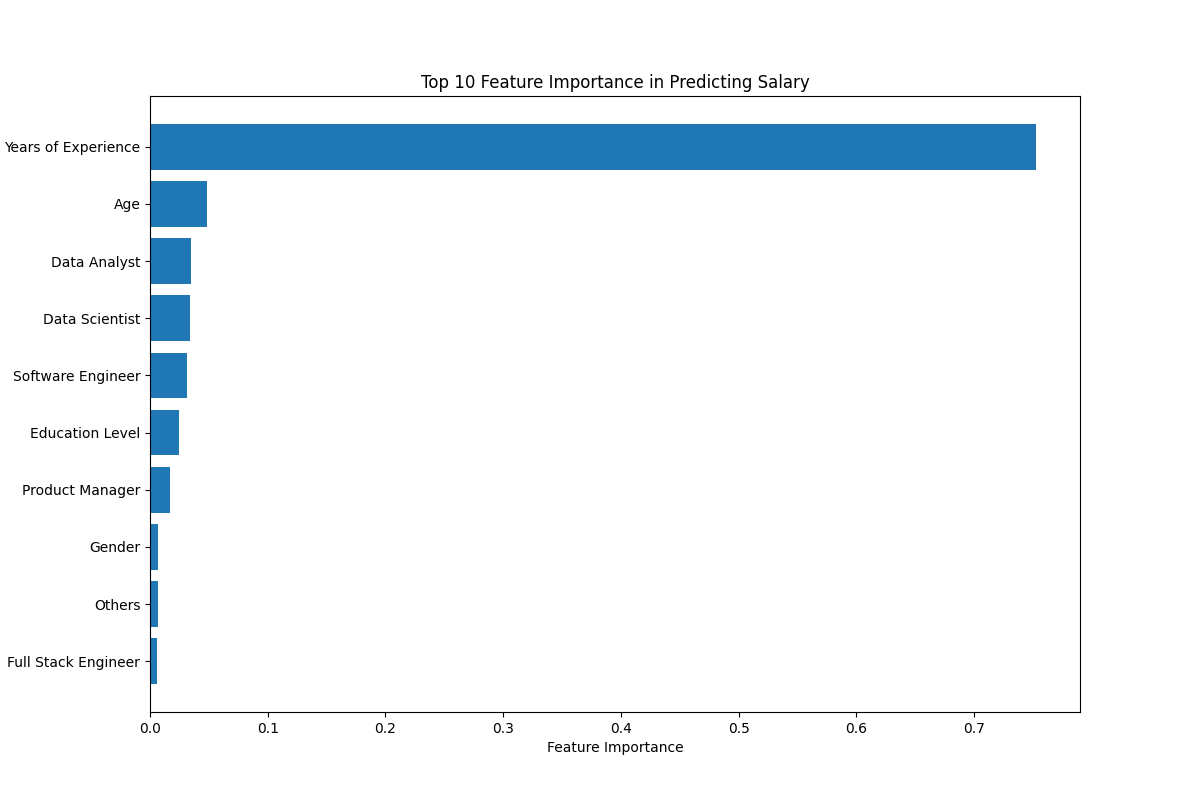 Top 10 Feature Importance in Predicting Salary
Years of Experience
Age
Data Analyst
Data Scientist
Software Engineer
Education Level
Product Manager
Gender
Others
Full Stack Engineer
0.0 0.1 0.2 0.3 0.4 0.5 0.6 0.7
Feature Importance